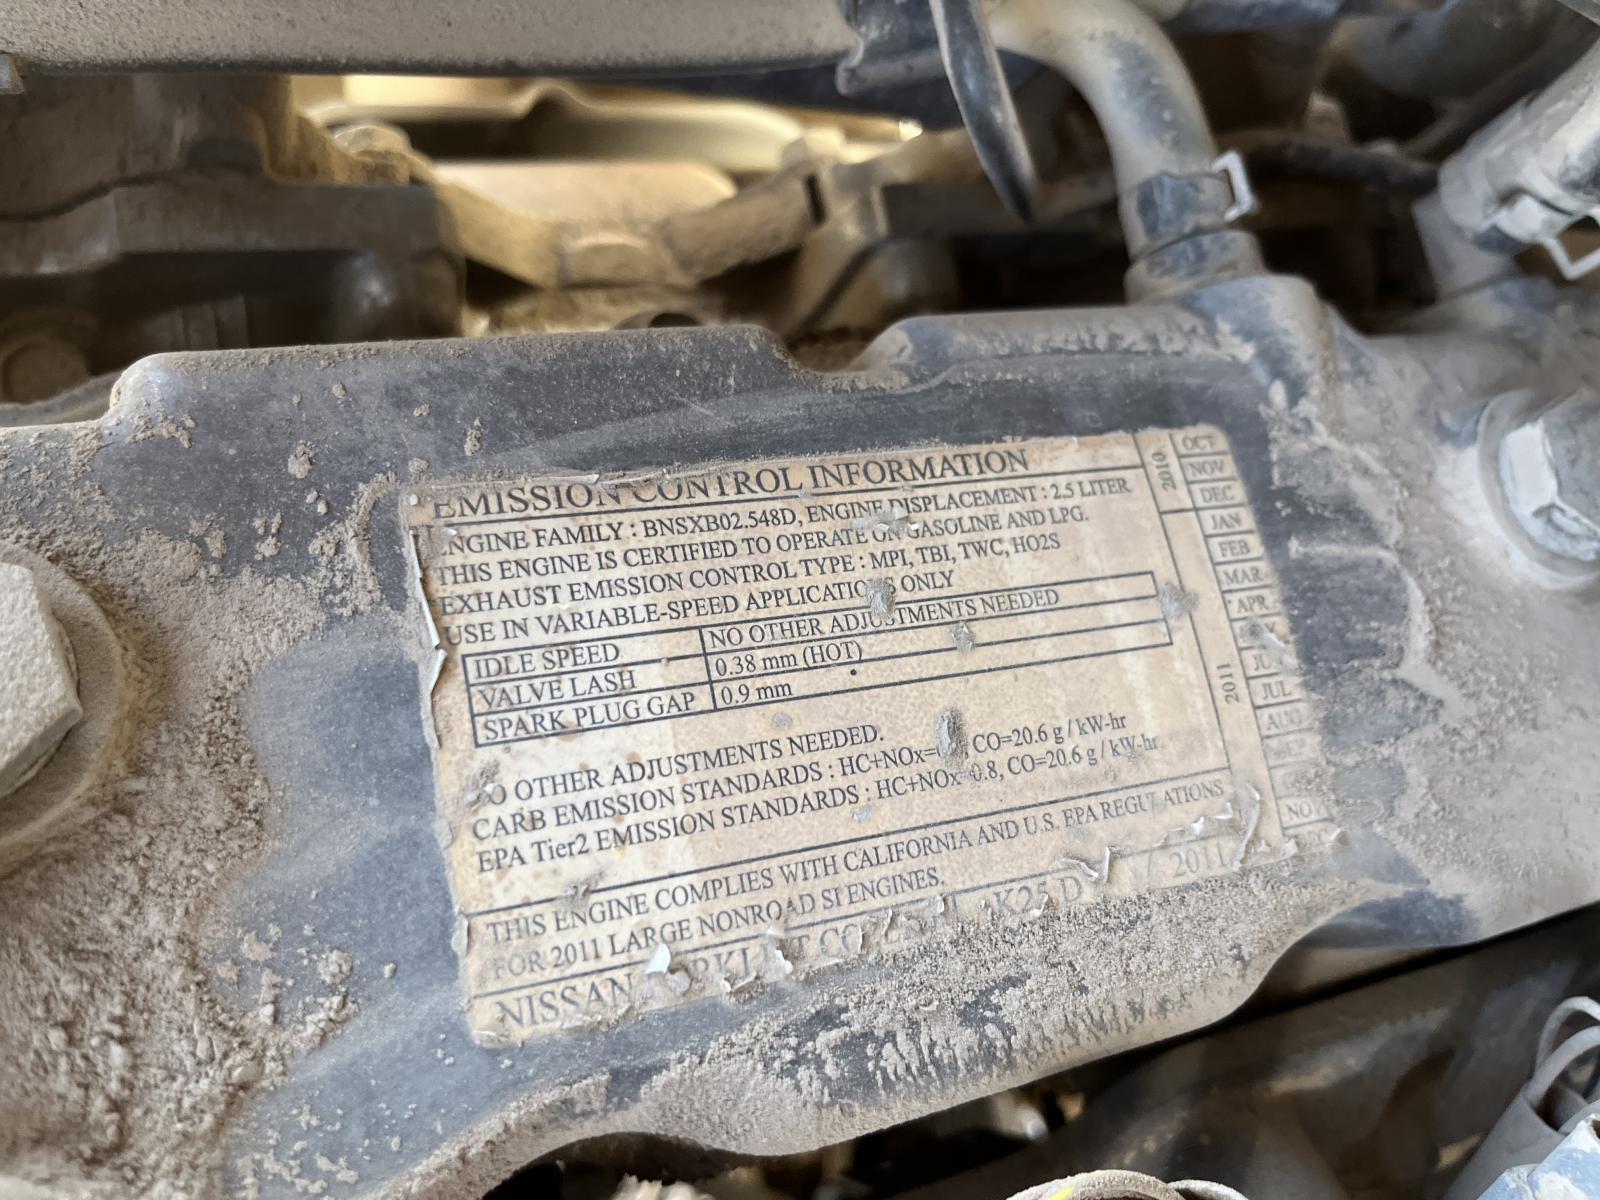 EMISSION CONTROL INFORMATION
ENGINE FAMILY : BNSXB02.548D, ENGINE DISPLACEMENT : 2.5 LITER
THIS ENGINE IS CERTIFIED TO OPERATE ON GASOLINE AND LPG.
EXHAUST EMISSION CONTROL TYPE : MPI, TBI, TWC, HO2S
USE IN VARIABLE-SPEED APPLICATIONS ONLY
IDLE SPEED NO OTHER ADJUSTMENTS NEEDED
VALVE LASH 0.38 mm (HOT)
SPARK PLUG GAP 0.9 mm
NO OTHER ADJUSTMENTS NEEDED.
CARB EMISSION STANDARDS : HC+NOx= CO=20.6 g / kW-hr
EPA Tier2 EMISSION STANDARDS : HC+NOx=0.8, CO=20.6 g / kW-hr
THIS ENGINE COMPLIES WITH CALIFORNIA AND U.S. EPA REGULATIONS
FOR 2011 LARGE NONROAD SI ENGINES.
NISSAN K25 D 2011
2010
OCT
NOV
DEC
2011
JAN
FEB
MAR
APR
JUL
AUG